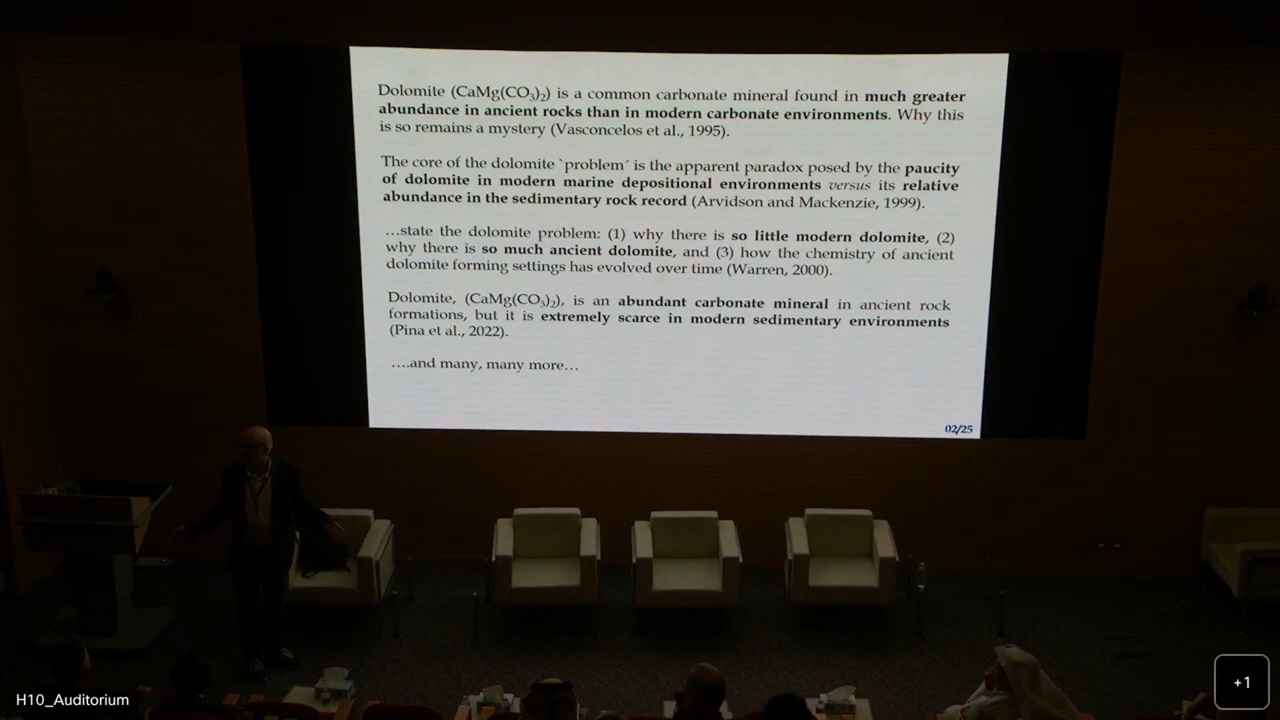 Dolomite (CaMg(CO₃)₂) is a common carbonate mineral found in much greater
abundance in ancient rocks than in modern carbonate environments. Why this
is so remains a mystery (Vasconcelos et al., 1995).
The core of the dolomite `problem´ is the apparent paradox posed by the paucity
of dolomite in modern marine depositional environments versus its relative
abundance in the sedimentary rock record (Arvidson and Mackenzie, 1999).
…state the dolomite problem: (1) why there is so little modern dolomite, (2)
why there is so much ancient dolomite, and (3) how the chemistry of ancient
dolomite forming settings has evolved over time (Warren, 2000).
Dolomite, (CaMg(CO₃)₂), is an abundant carbonate mineral in ancient rock
formations, but it is extremely scarce in modern sedimentary environments
(Pina et al., 2022).
….and many, many more…
02/25
H10_Auditorium
+1